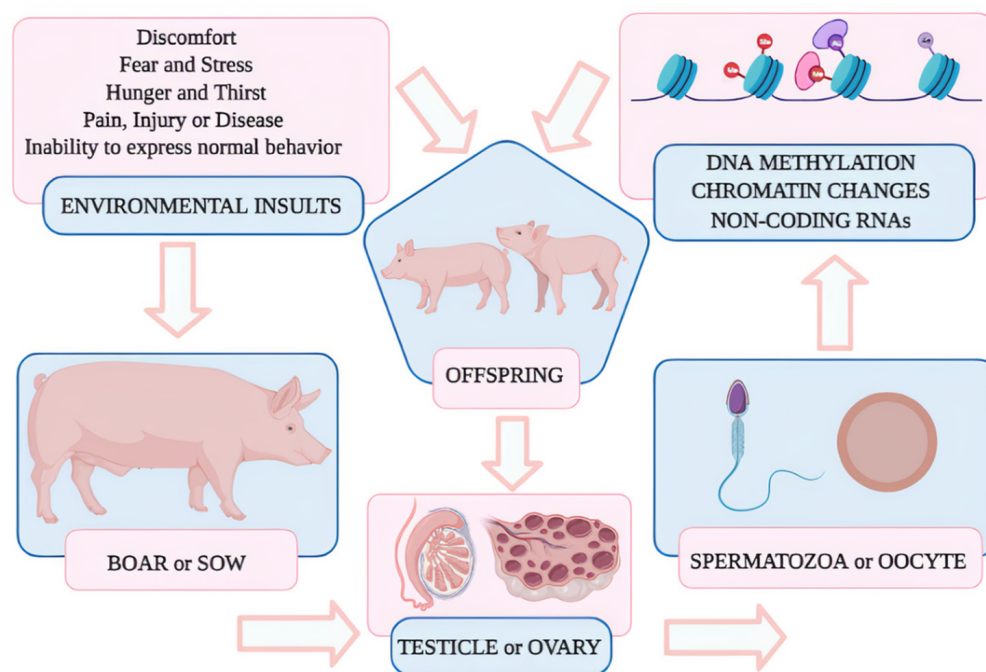 Discomfort
Fear and Stress
Hunger and Thirst
Pain, Injury or Disease
Inability to express normal behavior
ENVIRONMENTAL INSULTS
DNA METHYLATION
CHROMATIN CHANGES
NON-CODING RNAs
OFFSPRING
BOAR or SOW
TESTICLE or OVARY
SPERMATOZOA or OOCYTE